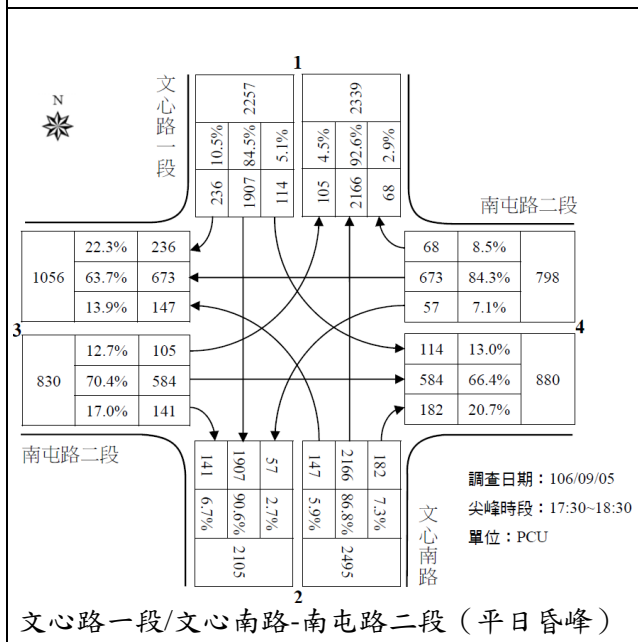 1
文心路一段
N
2257
2339
10.5% 84.5% 5.1%
4.5% 92.6% 2.9%
236 1907 114
105 2166 68
南屯路二段
22.3% 236
1056 63.7% 673
13.9% 147
68 8.5%
673 84.3% 798
57 7.1%
3
4
12.7% 105
830 70.4% 584
17.0% 141
114 13.0%
584 66.4% 880
182 20.7%
南屯路二段
141 1907 57
147 2166 182
6.7% 90.6% 2.7%
5.9% 86.8% 7.3%
2105
2495
文心南路
調查日期：106/09/05
尖峰時段：17:30~18:30
單位：PCU
2
文心路一段/文心南路-南屯路二段（平日昏峰）